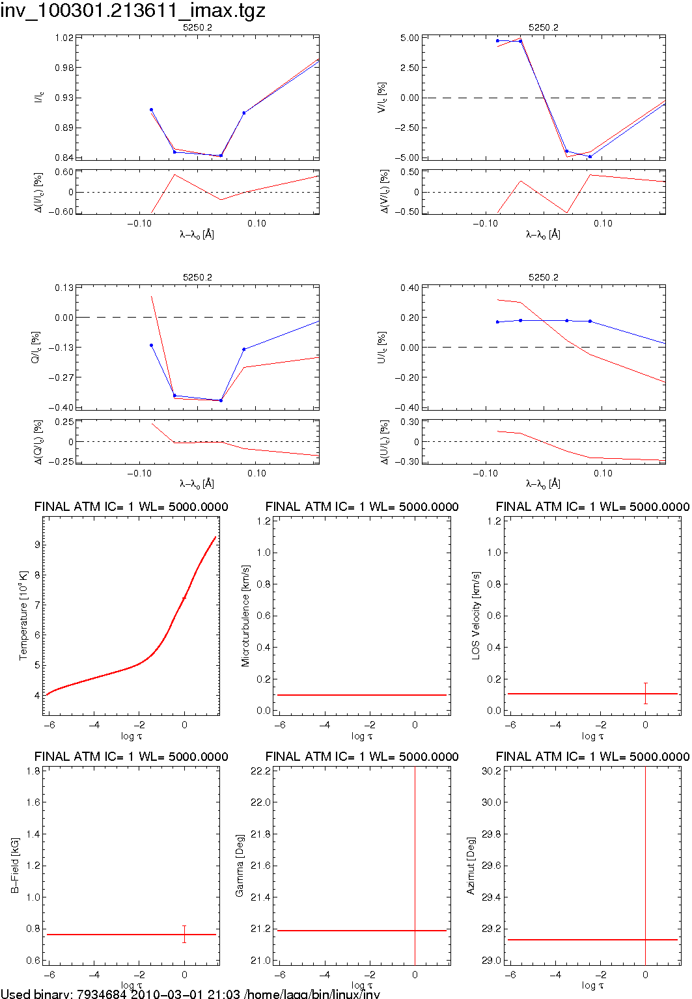 inv_100301.213611_imax.tgz
5250.2
5250.2
1.02
0.98
0.93
0.89
0.84
I/Ic
5.00
2.50
0.00
−2.50
−5.00
V/Ic [%]
0.60
0
−0.60
Δ(I/Ic) [%]
0.50
0
−0.50
Δ(V/Ic) [%]
−0.10 0.10
−0.10 0.10
λ−λ0 [Å]
λ−λ0 [Å]
5250.2
5250.2
0.13
0.00
−0.13
−0.27
−0.40
Q/Ic [%]
0.40
0.20
0.00
−0.20
−0.40
U/Ic [%]
0.25
0
−0.25
Δ(Q/Ic) [%]
0.30
0
−0.30
Δ(U/Ic) [%]
−0.10 0.10
−0.10 0.10
λ−λ0 [Å]
λ−λ0 [Å]
FINAL ATM IC= 1 WL= 5000.0000
FINAL ATM IC= 1 WL= 5000.0000
FINAL ATM IC= 1 WL= 5000.0000
9
8
7
6
5
4
Temperature [10³ K]
1.2
1.0
0.8
0.6
0.4
0.2
0.0
Microturbulence [km/s]
1.2
1.0
0.8
0.6
0.4
0.2
0.0
LOS Velocity [km/s]
−6 −4 −2 0
−6 −4 −2 0
−6 −4 −2 0
log τ
log τ
log τ
FINAL ATM IC= 1 WL= 5000.0000
FINAL ATM IC= 1 WL= 5000.0000
FINAL ATM IC= 1 WL= 5000.0000
1.8
1.6
1.4
1.2
1.0
0.8
0.6
B−Field [kG]
22.2
22.0
21.8
21.6
21.4
21.2
21.0
Gamma [Deg]
30.2
30.0
29.8
29.6
29.4
29.2
29.0
Azimut [Deg]
−6 −4 −2 0
−6 −4 −2 0
−6 −4 −2 0
log τ
log τ
log τ
Used binary: 7934684 2010−03−01 21:03 /home/lagg/bin/linux/inv